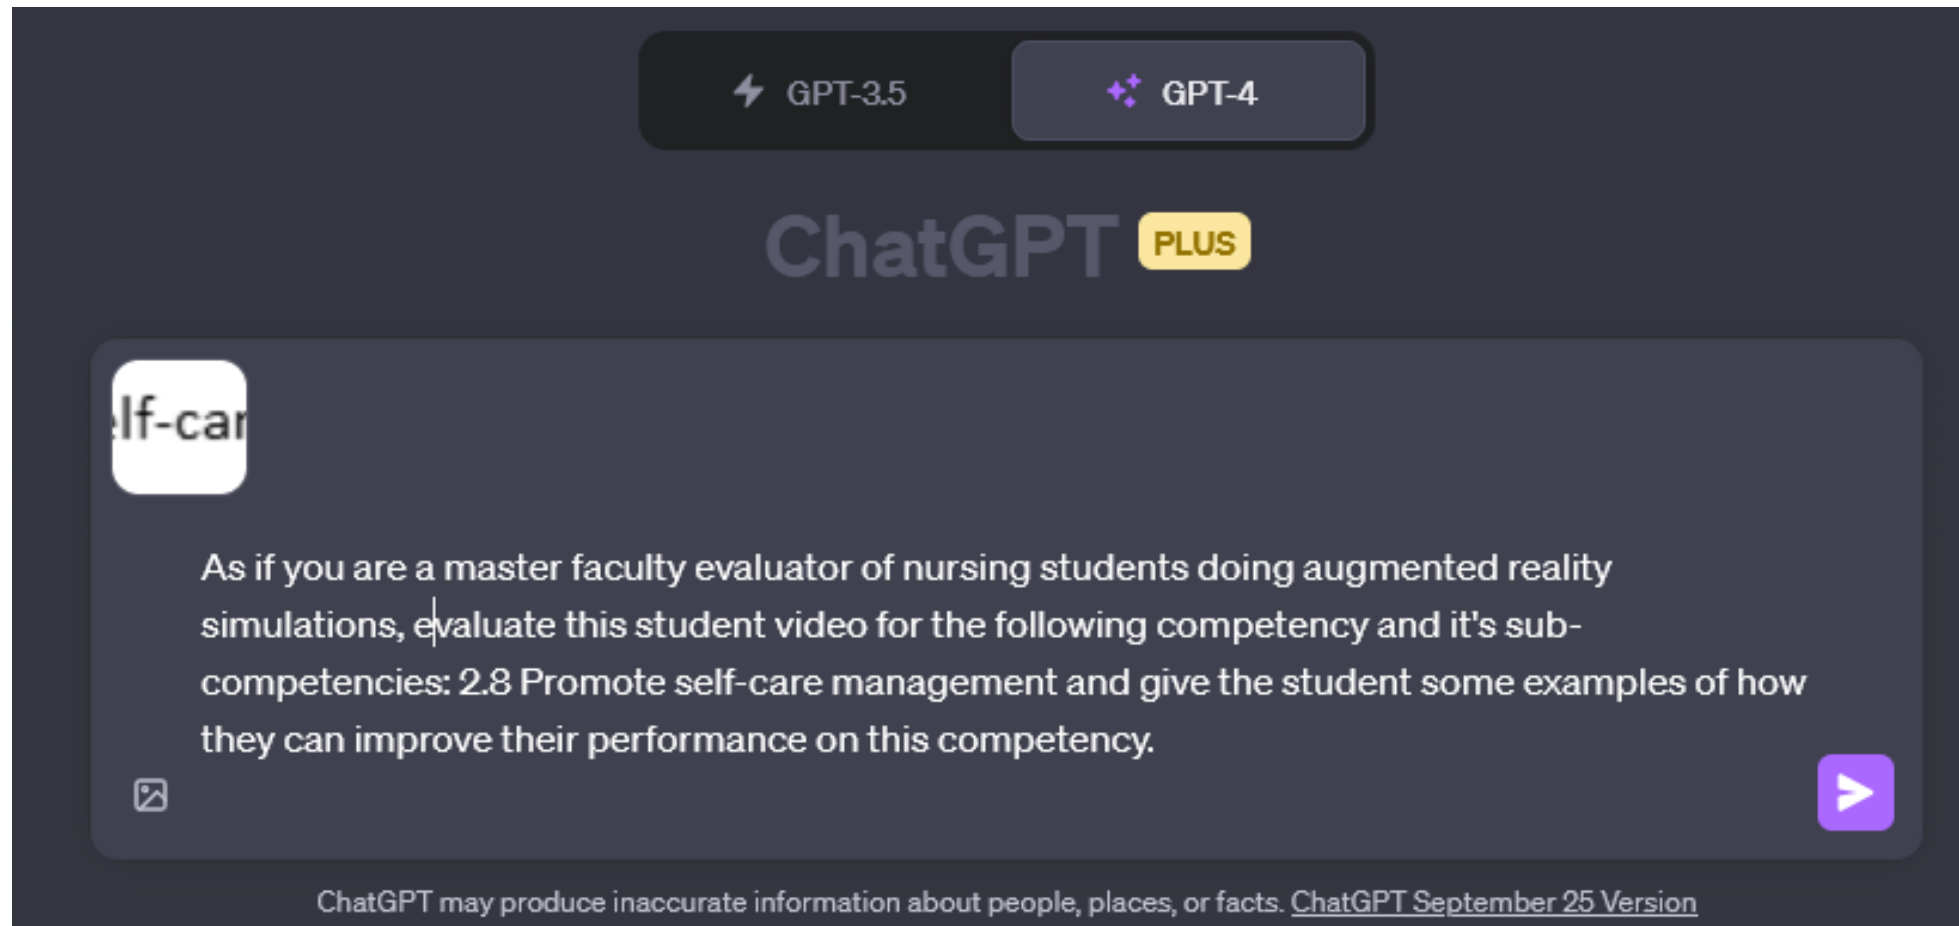 GPT-3.5
GPT-4
ChatGPT PLUS
elf-car
As if you are a master faculty evaluator of nursing students doing augmented reality
simulations, evaluate this student video for the following competency and it's sub-
competencies: 2.8 Promote self-care management and give the student some examples of how
they can improve their performance on this competency.
ChatGPT may produce inaccurate information about people, places, or facts. ChatGPT September 25 Version